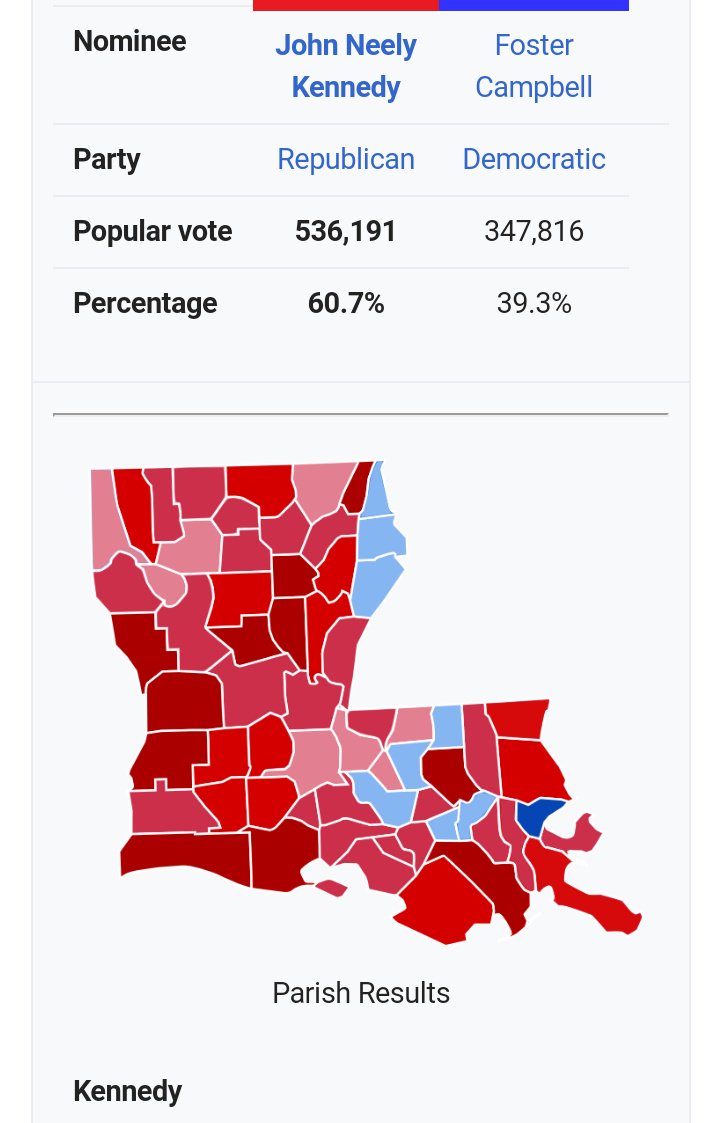 Nominee John Neely Foster
Kennedy Campbell
Party Republican Democratic
Popular vote 536,191 347,816
Percentage 60.7% 39.3%
Parish Results
Kennedy